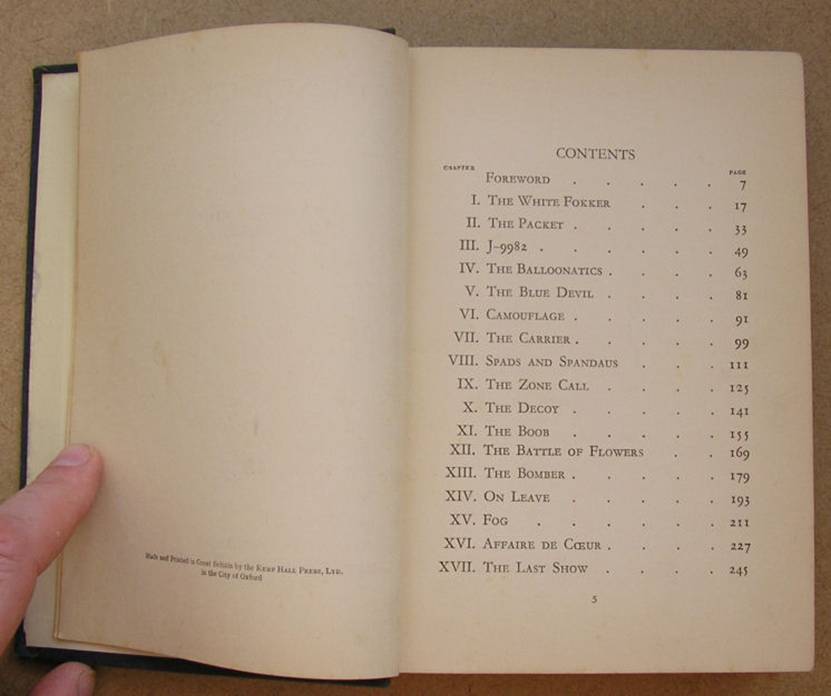 Made and Printed in Great Britain by the KEMP HALL PRESS, LTD.
in the City of Oxford
CONTENTS
CHAPTER PAGE
FOREWORD . . . . . 7
I. THE WHITE FOKKER . . . 17
II. THE PACKET . . . . . 33
III. J-9982 . . . . . 49
IV. THE BALLOONATICS . . . . 63
V. THE BLUE DEVIL . . . . 81
VI. CAMOUFLAGE . . . . . 91
VII. THE CARRIER . . . . . 99
VIII. SPADS AND SPANDAUS . . . 111
IX. THE ZONE CALL . . . . 125
X. THE DECOY . . . . . 141
XI. THE BOOB . . . . . 155
XII. THE BATTLE OF FLOWERS . . 169
XIII. THE BOMBER . . . . . 179
XIV. ON LEAVE . . . . . 193
XV. FOG . . . . . . 211
XVI. AFFAIRE DE CŒUR . . . . 227
XVII. THE LAST SHOW . . . . 245
5